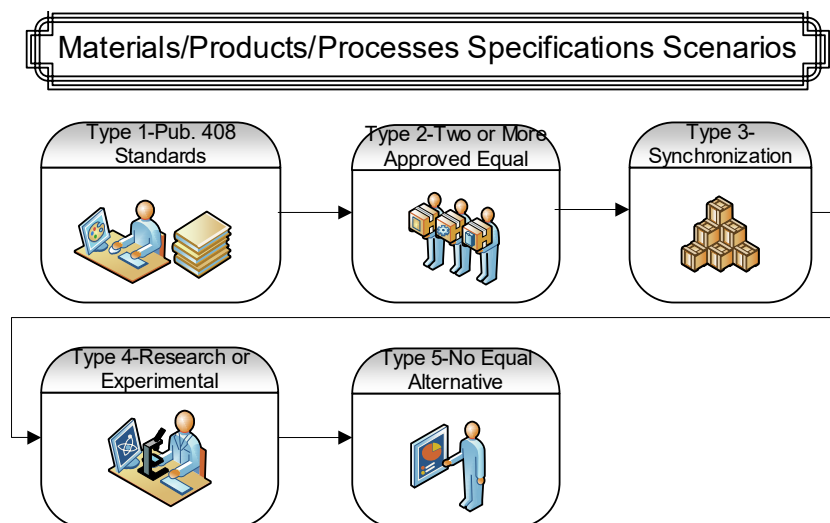 Materials/Products/Processes Specifications Scenarios
Type 1-Pub. 408
Standards
Type 2-Two or More
Approved Equal
Type 3-
Synchronization
Type 4-Research or
Experimental
Type 5-No Equal
Alternative